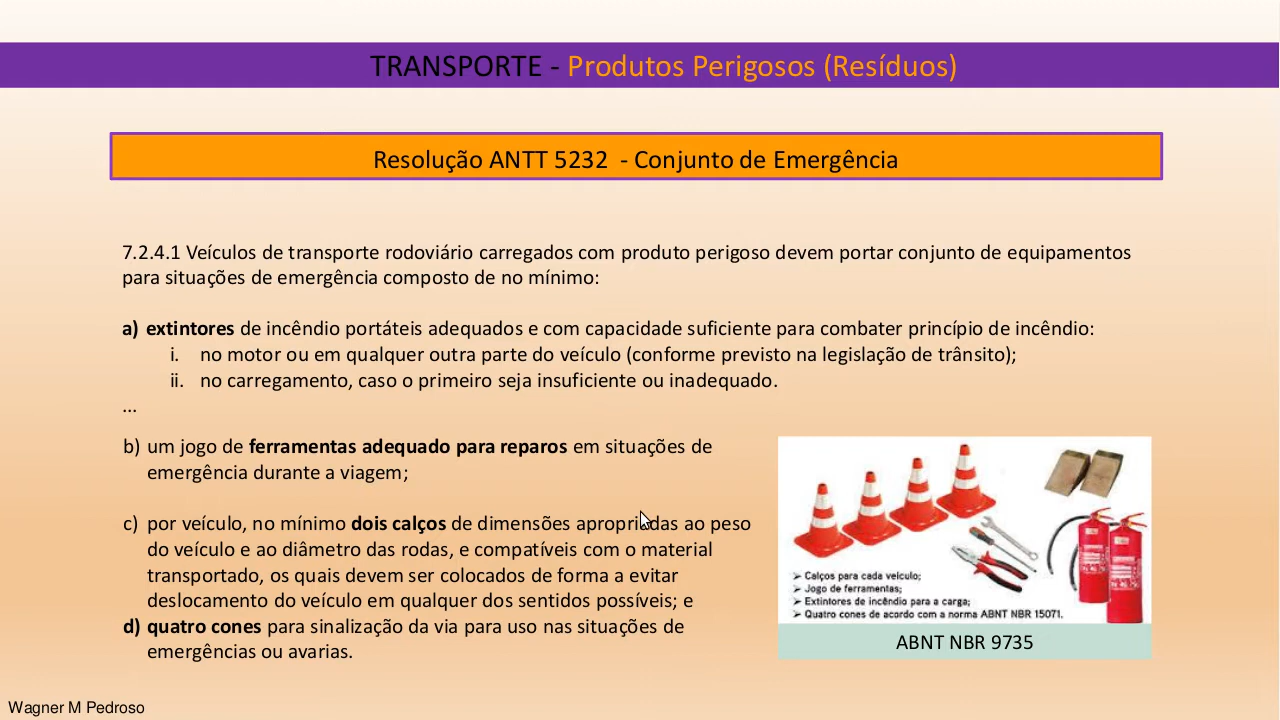 TRANSPORTE - Produtos Perigosos (Resíduos)
Resolução ANTT 5232 - Conjunto de Emergência
7.2.4.1 Veículos de transporte rodoviário carregados com produto perigoso devem portar conjunto de equipamentos
para situações de emergência composto de no mínimo:
a) extintores de incêndio portáteis adequados e com capacidade suficiente para combater princípio de incêndio:
i. no motor ou em qualquer outra parte do veículo (conforme previsto na legislação de trânsito);
ii. no carregamento, caso o primeiro seja insuficiente ou inadequado.
...
b) um jogo de ferramentas adequado para reparos em situações de
emergência durante a viagem;
c) por veículo, no mínimo dois calços de dimensões apropriadas ao peso
do veículo e ao diâmetro das rodas, e compatíveis com o material
transportado, os quais devem ser colocados de forma a evitar
deslocamento do veículo em qualquer dos sentidos possíveis; e
d) quatro cones para sinalização da via para uso nas situações de
emergências ou avarias.
➢ Calços para cada veículo;
➢ Jogo de ferramentas;
➢ Extintores de incêndio para a carga;
➢ Quatro cones de acordo com a norma ABNT NBR 15071.
ABNT NBR 9735
Wagner M Pedroso